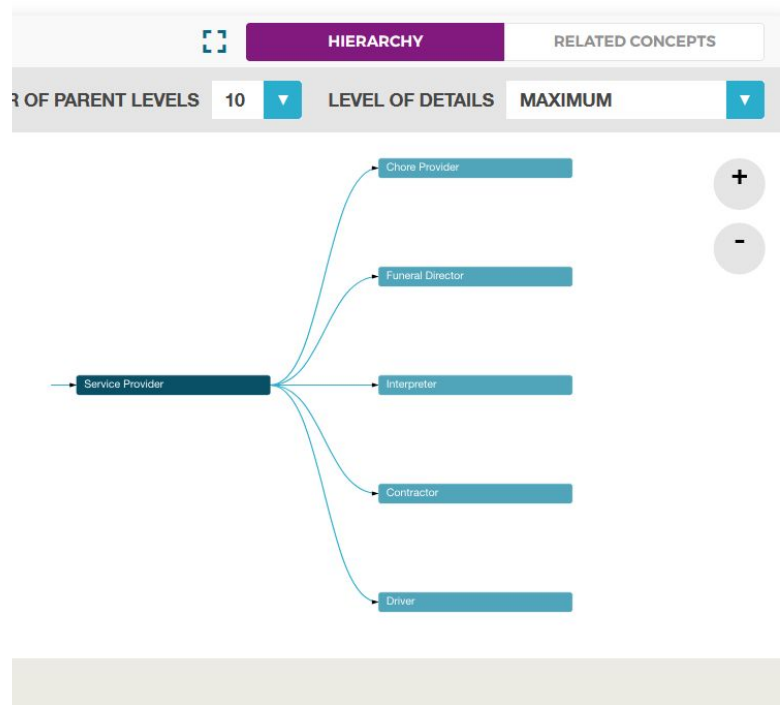 HIERARCHY
RELATED CONCEPTS
OF PARENT LEVELS 10 ▼ LEVEL OF DETAILS MAXIMUM ▼
Chore Provider
+
Funeral Director
-
Service Provider
Interpreter
Contractor
Driver